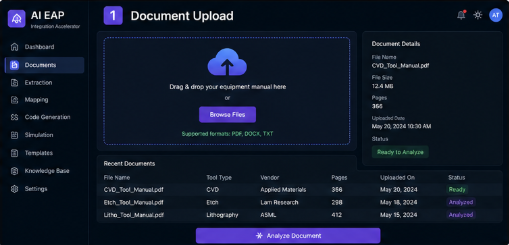 AI EAP
Integration Accelerator
Dashboard
Documents
Extraction
Mapping
Code Generation
Simulation
Templates
Knowledge Base
Settings
1 Document Upload
AT
Drag & drop your equipment manual here
or
Browse Files
Supported formats: PDF, DOCX, TXT
Document Details
File Name
CVD_Tool_Manual.pdf
File Size
12.4 MB
Pages
356
Uploaded Date
May 20, 2024 10:30 AM
Status
Ready to Analyze
Recent Documents
File Name Tool Type Vendor Pages Uploaded On Status
CVD_Tool_Manual.pdf CVD Applied Materials 356 May 20, 2024 Ready
Etch_Tool_Manual.pdf Etch Lam Research 298 May 18, 2024 Analyzed
Litho_Tool_Manual.pdf Lithography ASML 412 May 15, 2024 Analyzed
Analyze Document